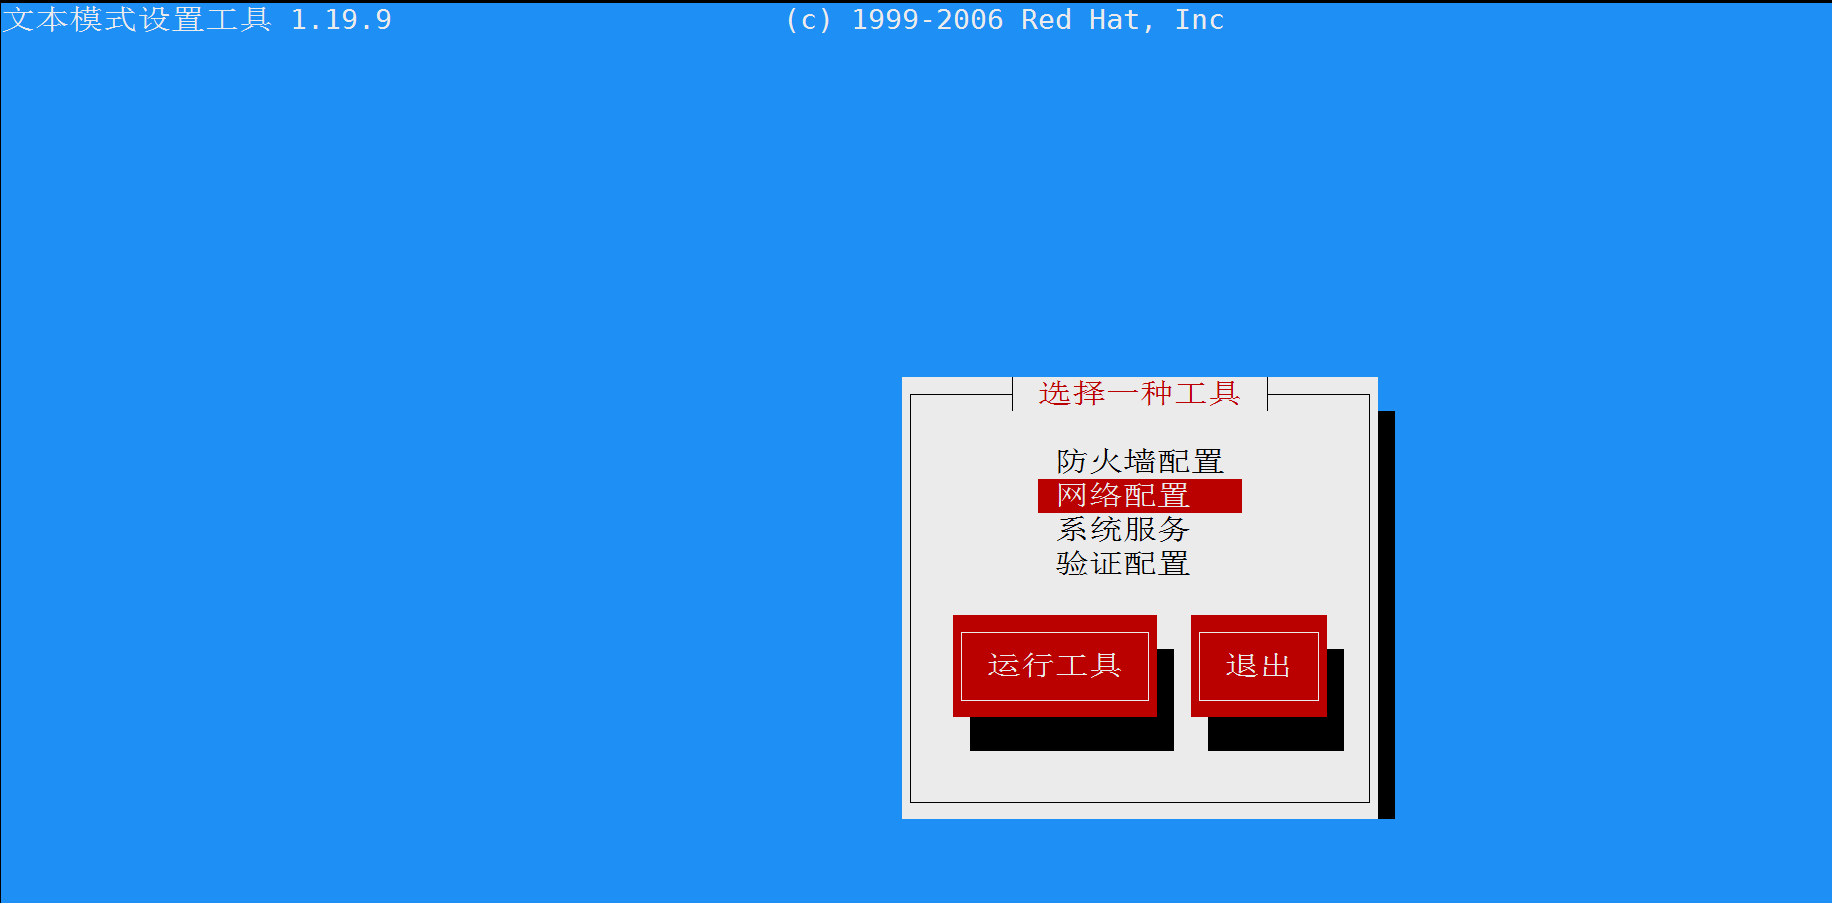 文本模式设置工具 1.19.9 (c) 1999-2006 Red Hat, Inc
选择一种工具
防火墙配置
网络配置
系统服务
验证配置
运行工具 退出